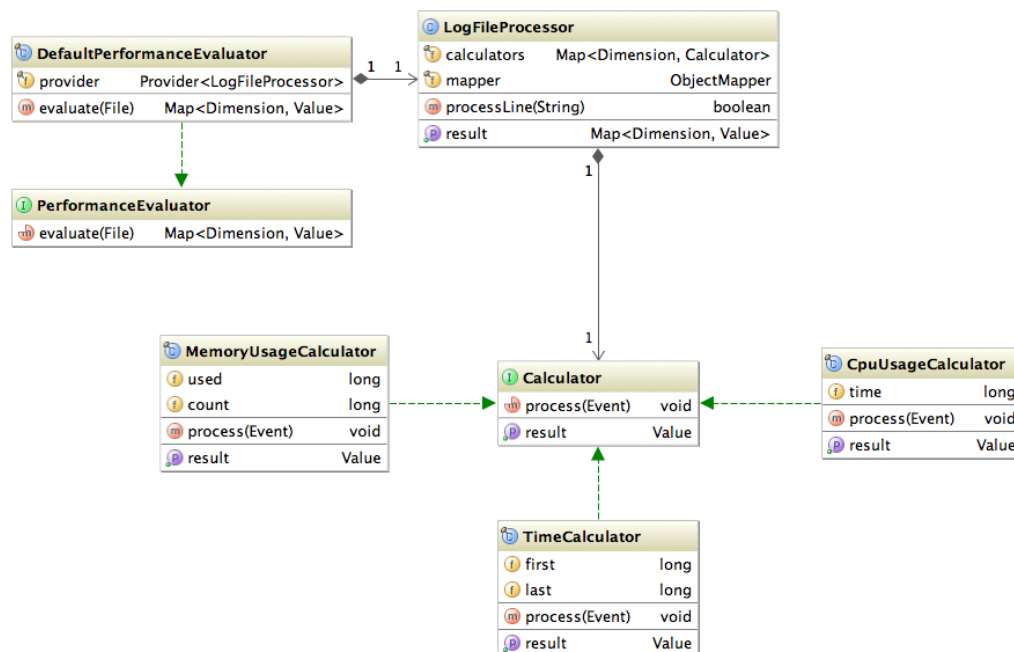 LogFileProcessor
calculators Map<Dimension, Calculator>
mapper ObjectMapper
processLine(String) boolean
result Map<Dimension, Value>
DefaultPerformanceEvaluator
provider Provider<LogFileProcessor>
evaluate(File) Map<Dimension, Value>
1 1
PerformanceEvaluator
evaluate(File) Map<Dimension, Value>
1
1
MemoryUsageCalculator
used long
count long
process(Event) void
result Value
Calculator
process(Event) void
result Value
CpuUsageCalculator
time long
process(Event) void
result Value
TimeCalculator
first long
last long
process(Event) void
result Value